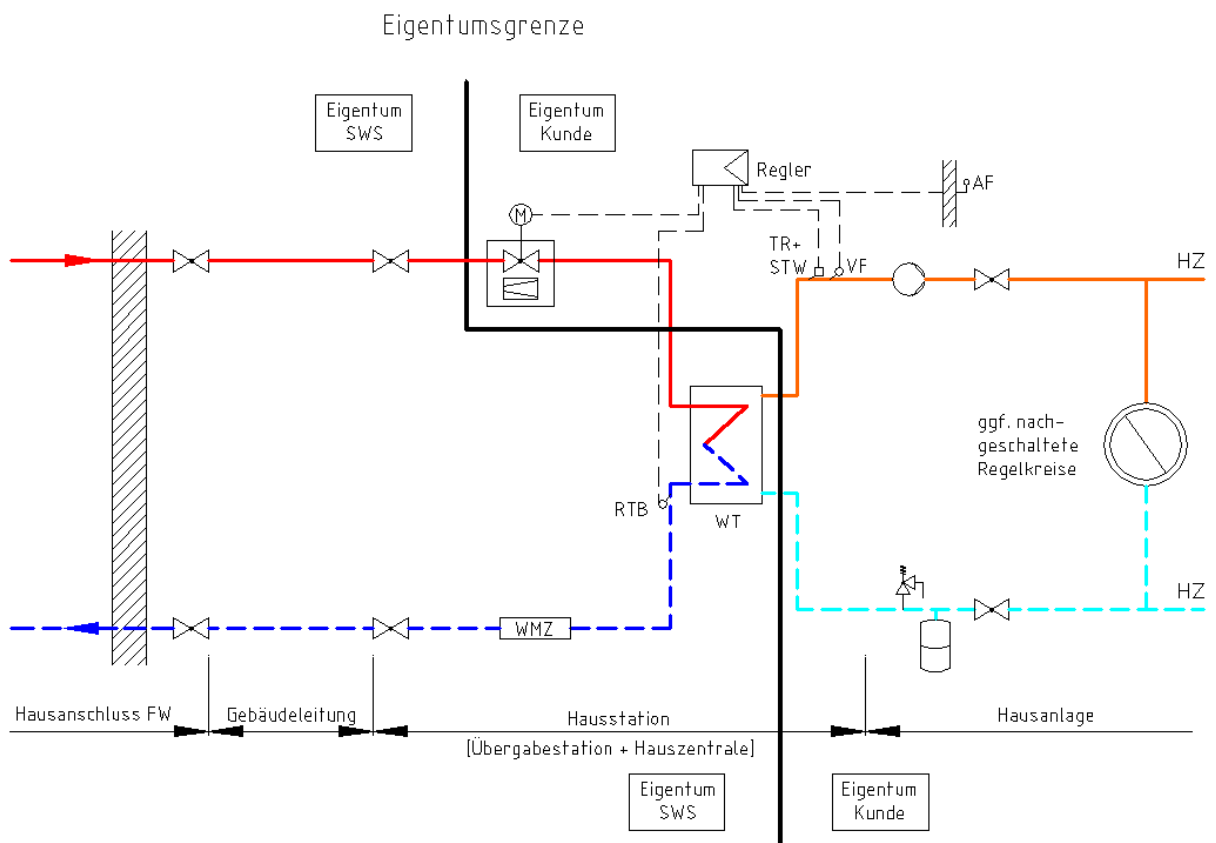 Eigentumsgrenze
Eigentum
SWS
Eigentum
Kunde
Regler
AF
M
TR+
STW
VF
HZ
ggf. nach-
geschaltete
Regelkreise
RTB
WT
HZ
WMZ
Hausanschluss FW
Gebäudeleitung
Hausstation
[Übergabestation + Hauszentrale]
Hausanlage
Eigentum
SWS
Eigentum
Kunde